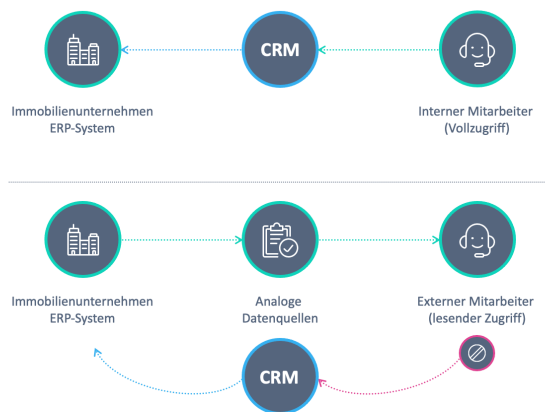 CRM
Immobilienunternehmen
ERP-System
Interner Mitarbeiter
(Vollzugriff)
Immobilienunternehmen
ERP-System
Analoge
Datenquellen
Externer Mitarbeiter
(lesender Zugriff)
CRM